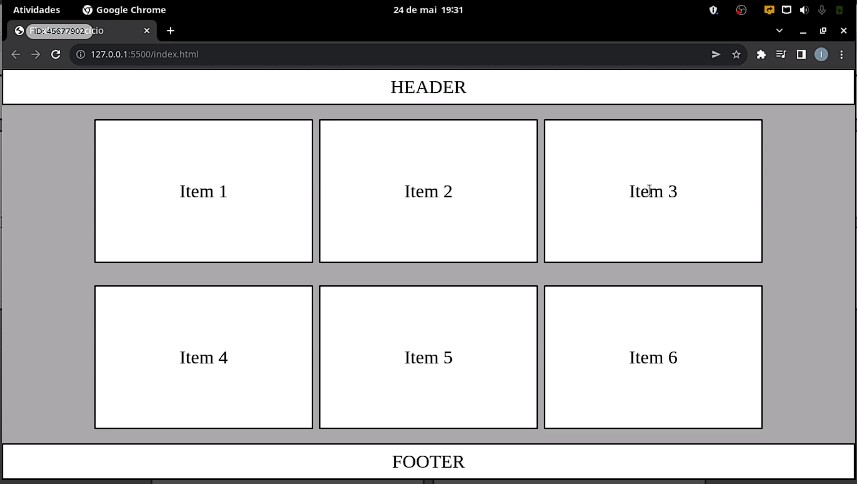 Atividades Google Chrome 24 de mai 19:31
FID: 45677902 cio
127.0.0.1:5500/index.html
HEADER
Item 1 Item 2 Item 3
Item 4 Item 5 Item 6
FOOTER